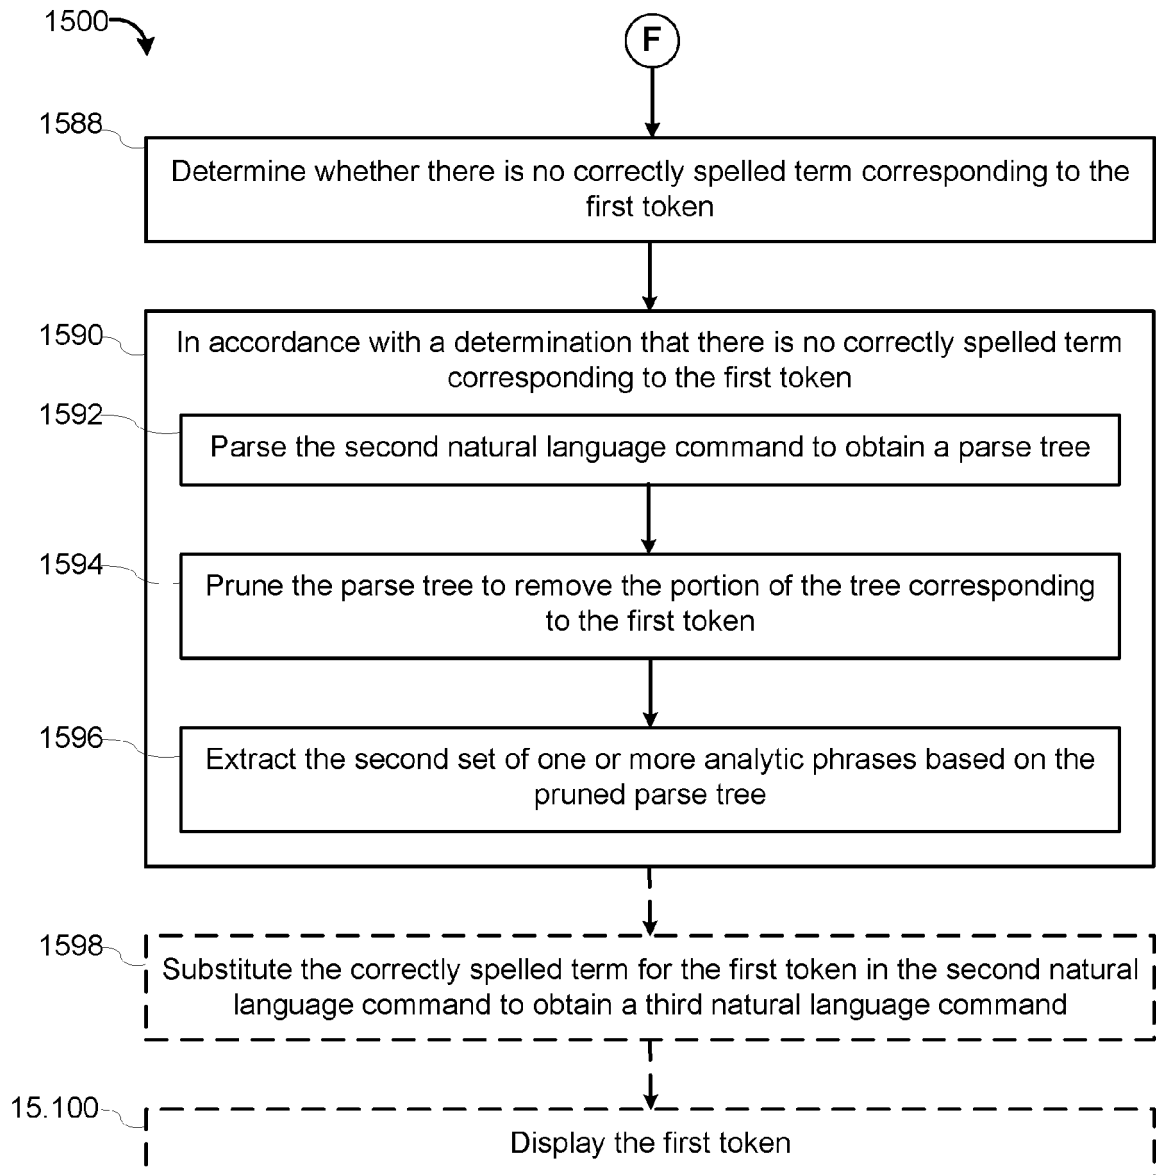 1500
F
1588
Determine whether there is no correctly spelled term corresponding to the
first token
1590
In accordance with a determination that there is no correctly spelled term
corresponding to the first token
1592
Parse the second natural language command to obtain a parse tree
1594
Prune the parse tree to remove the portion of the tree corresponding
to the first token
1596
Extract the second set of one or more analytic phrases based on the
pruned parse tree
1598
Substitute the correctly spelled term for the first token in the second natural
language command to obtain a third natural language command
15.100
Display the first token